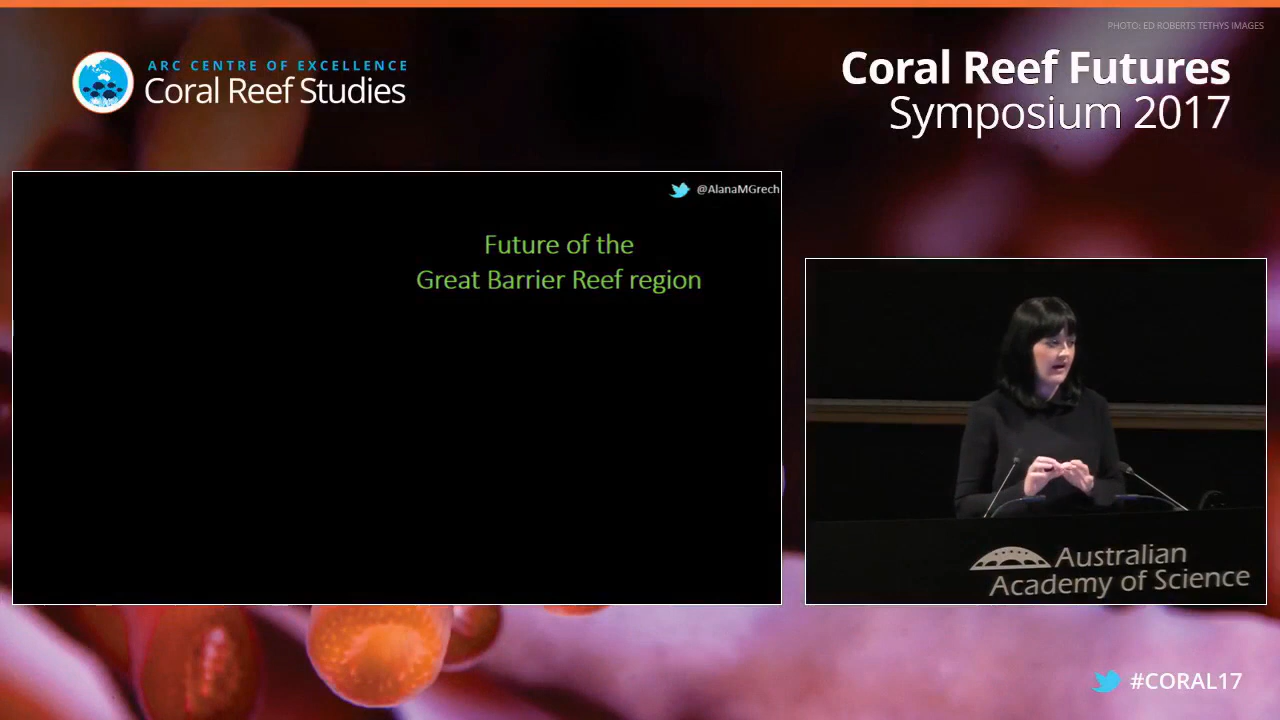 PHOTO: ED ROBERTS TETHYS IMAGES
ARC CENTRE OF EXCELLENCE
Coral Reef Studies
Coral Reef Futures
Symposium 2017
@AlanaMGrech
Future of the
Great Barrier Reef region
Australian
Academy of Science
#CORAL17